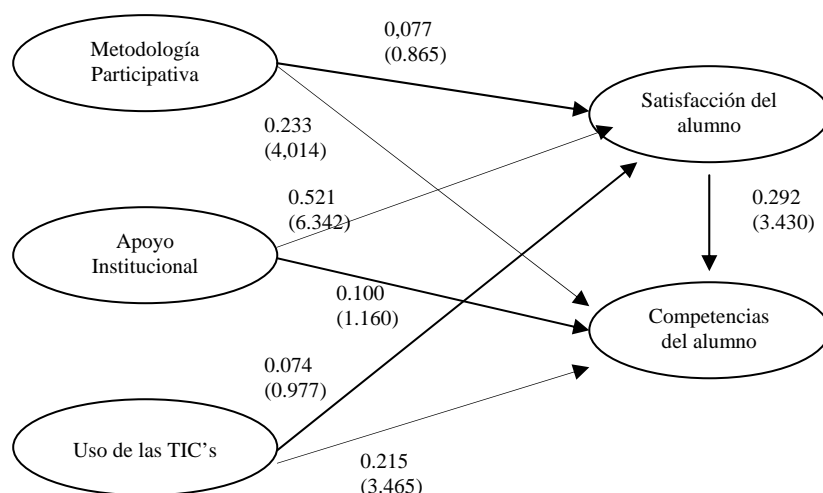 0,077
(0.865)
Metodología
Participativa
Satisfacción del
alumno
0.233
(4,014)
0.521
(6.342)
0.292
(3.430)
Apoyo
Institucional
0.100
(1.160)
Competencias
del alumno
0.074
(0.977)
Uso de las TIC's
0.215
(3.465)